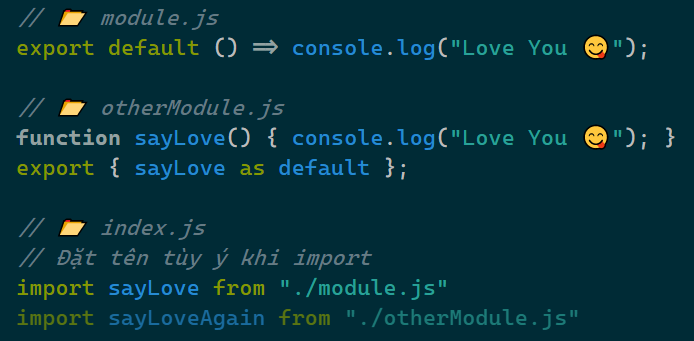 // 📂 module.js
export default () => console.log("Love You 😋");
// 📂 otherModule.js
function sayLove() { console.log("Love You 😋"); }
export { sayLove as default };
// 📂 index.js
// Đặt tên tùy ý khi import
import sayLove from "./module.js"
import sayLoveAgain from "./otherModule.js"